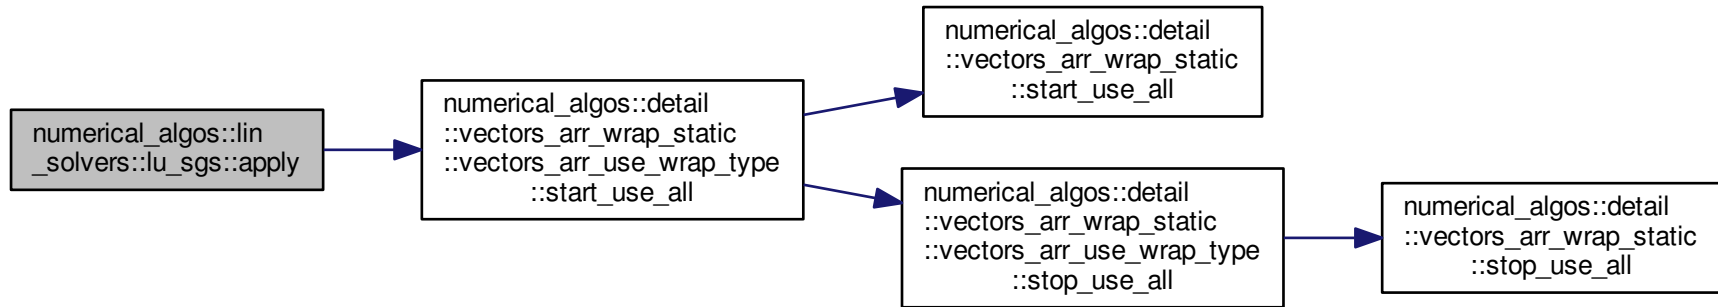 numerical_algos::lin
_solvers::lu_sgs::apply
numerical_algos::detail
::vectors_arr_wrap_static
::vectors_arr_use_wrap_type
::start_use_all
numerical_algos::detail
::vectors_arr_wrap_static
::start_use_all
numerical_algos::detail
::vectors_arr_wrap_static
::vectors_arr_use_wrap_type
::stop_use_all
numerical_algos::detail
::vectors_arr_wrap_static
::stop_use_all